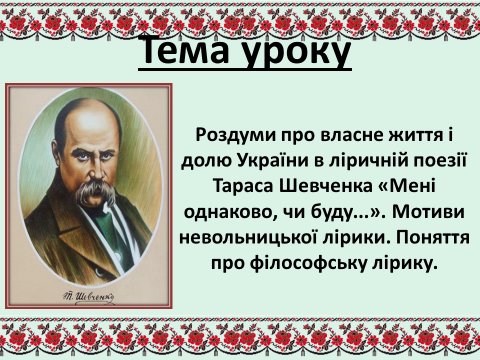 Тема уроку
Роздуми про власне життя і
долю України в ліричній поезії
Тараса Шевченка «Мені
однаково, чи буду...». Мотиви
невольницької лірики. Поняття
про філософську лірику.
Т. Шевченко